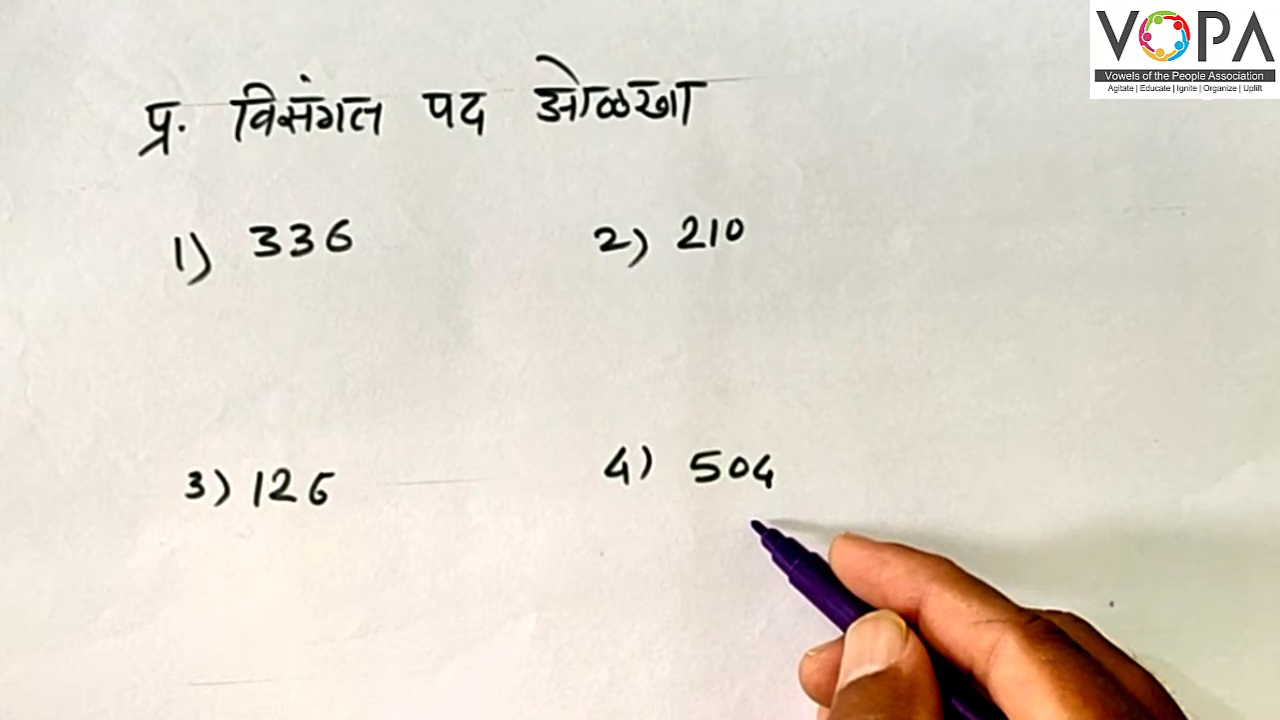 VOPA
Vowels of the People Association
Agitate | Educate | Ignite | Organize | Uplift
प्र. विसंगत पद ओळखा
1) 336 2) 210
3) 126 4) 504